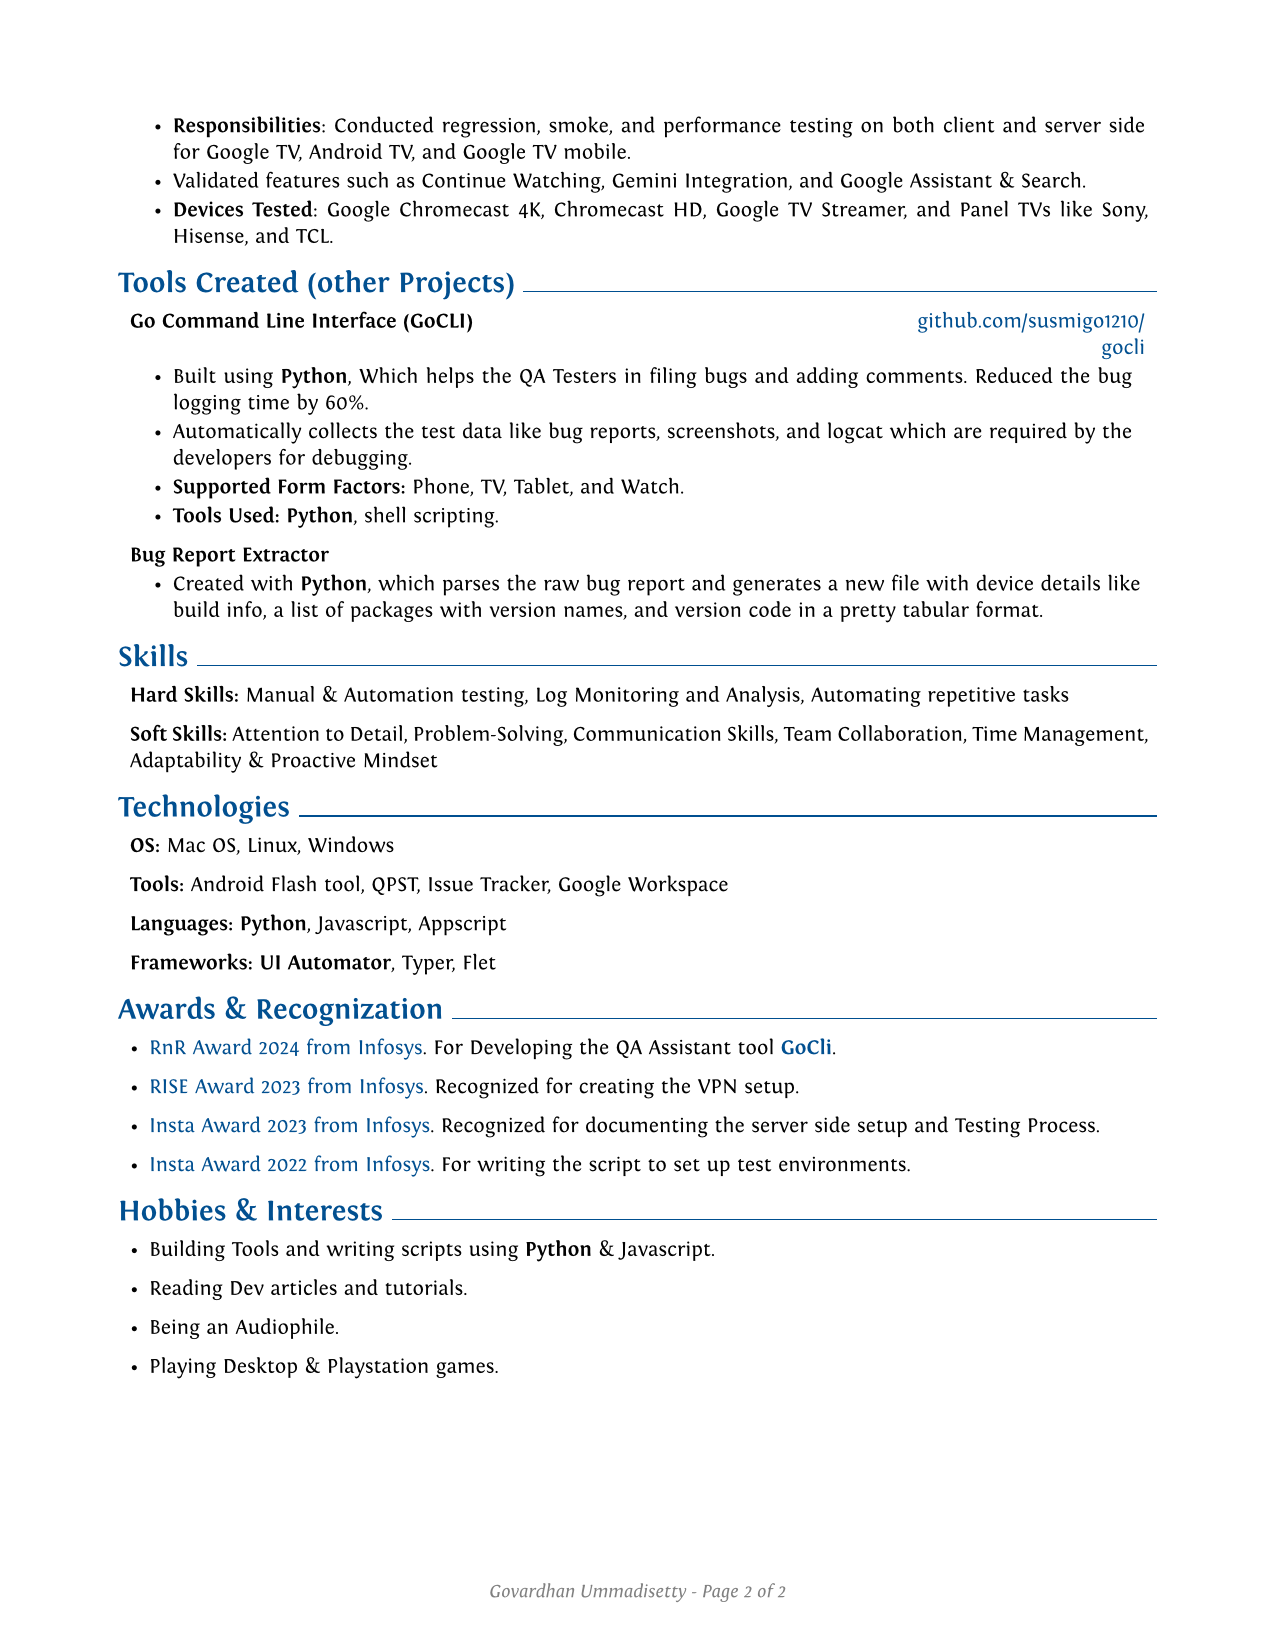 • Responsibilities: Conducted regression, smoke, and performance testing on both client and server side
for Google TV, Android TV, and Google TV mobile.
• Validated features such as Continue Watching, Gemini Integration, and Google Assistant & Search.
• Devices Tested: Google Chromecast 4K, Chromecast HD, Google TV Streamer, and Panel TVs like Sony,
Hisense, and TCL.
Tools Created (other Projects)
Go Command Line Interface (GoCLI) github.com/susmigo1210/
gocli
• Built using Python, Which helps the QA Testers in filing bugs and adding comments. Reduced the bug
logging time by 60%.
• Automatically collects the test data like bug reports, screenshots, and logcat which are required by the
developers for debugging.
• Supported Form Factors: Phone, TV, Tablet, and Watch.
• Tools Used: Python, shell scripting.
Bug Report Extractor
• Created with Python, which parses the raw bug report and generates a new file with device details like
build info, a list of packages with version names, and version code in a pretty tabular format.
Skills
Hard Skills: Manual & Automation testing, Log Monitoring and Analysis, Automating repetitive tasks
Soft Skills: Attention to Detail, Problem-Solving, Communication Skills, Team Collaboration, Time Management,
Adaptability & Proactive Mindset
Technologies
OS: Mac OS, Linux, Windows
Tools: Android Flash tool, QPST, Issue Tracker, Google Workspace
Languages: Python, Javascript, Appscript
Frameworks: UI Automator, Typer, Flet
Awards & Recognization
• RnR Award 2024 from Infosys. For Developing the QA Assistant tool GoCli.
• RISE Award 2023 from Infosys. Recognized for creating the VPN setup.
• Insta Award 2023 from Infosys. Recognized for documenting the server side setup and Testing Process.
• Insta Award 2022 from Infosys. For writing the script to set up test environments.
Hobbies & Interests
• Building Tools and writing scripts using Python & Javascript.
• Reading Dev articles and tutorials.
• Being an Audiophile.
• Playing Desktop & Playstation games.
Govardhan Ummadisetty - Page 2 of 2